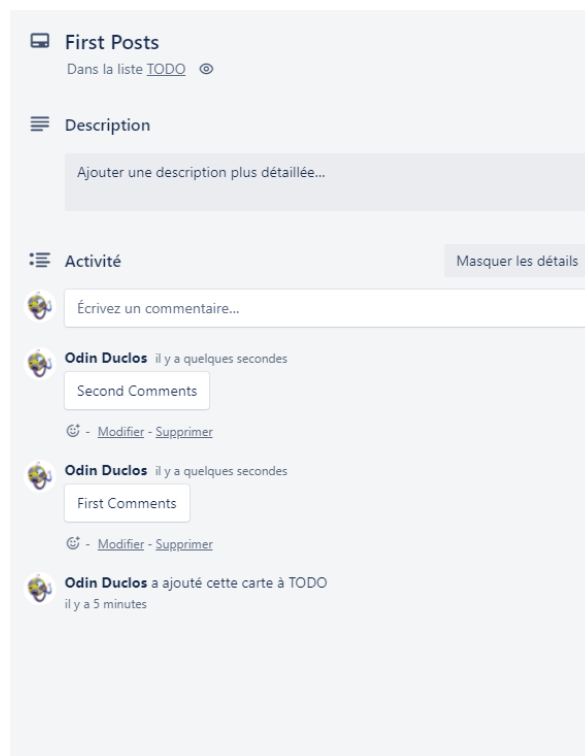 First Posts
Dans la liste TODO
Description
Ajouter une description plus détaillée...
Activité
Masquer les détails
Écrivez un commentaire...
Odin Duclos il y a quelques secondes
Second Comments
- Modifier - Supprimer
Odin Duclos il y a quelques secondes
First Comments
- Modifier - Supprimer
Odin Duclos a ajouté cette carte à TODO
il y a 5 minutes